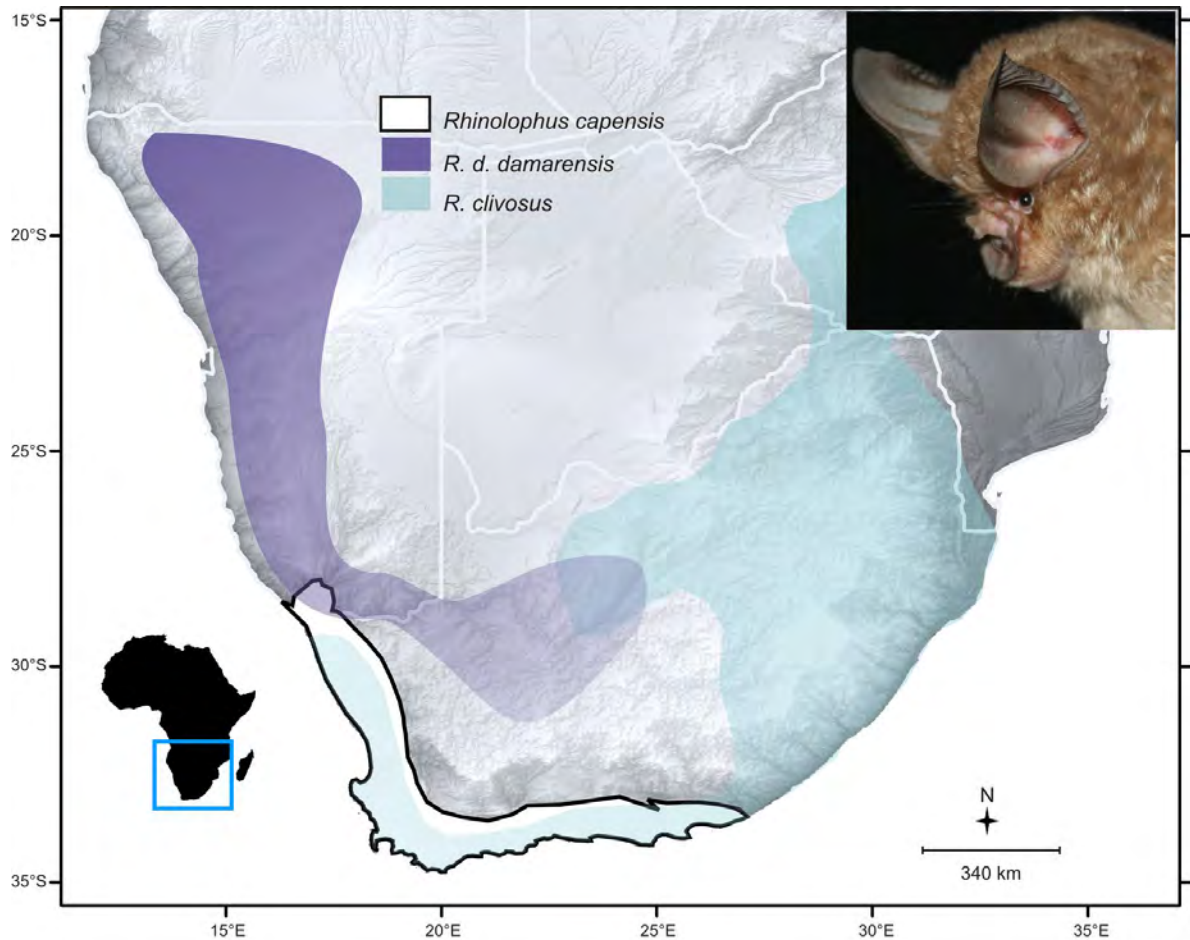 15°S
20°S
25°S
30°S
35°S
Rhinolophus capensis
R. d. damarensis
R. clivosus
N
340 km
15°E
20°E
25°E
30°E
35°E